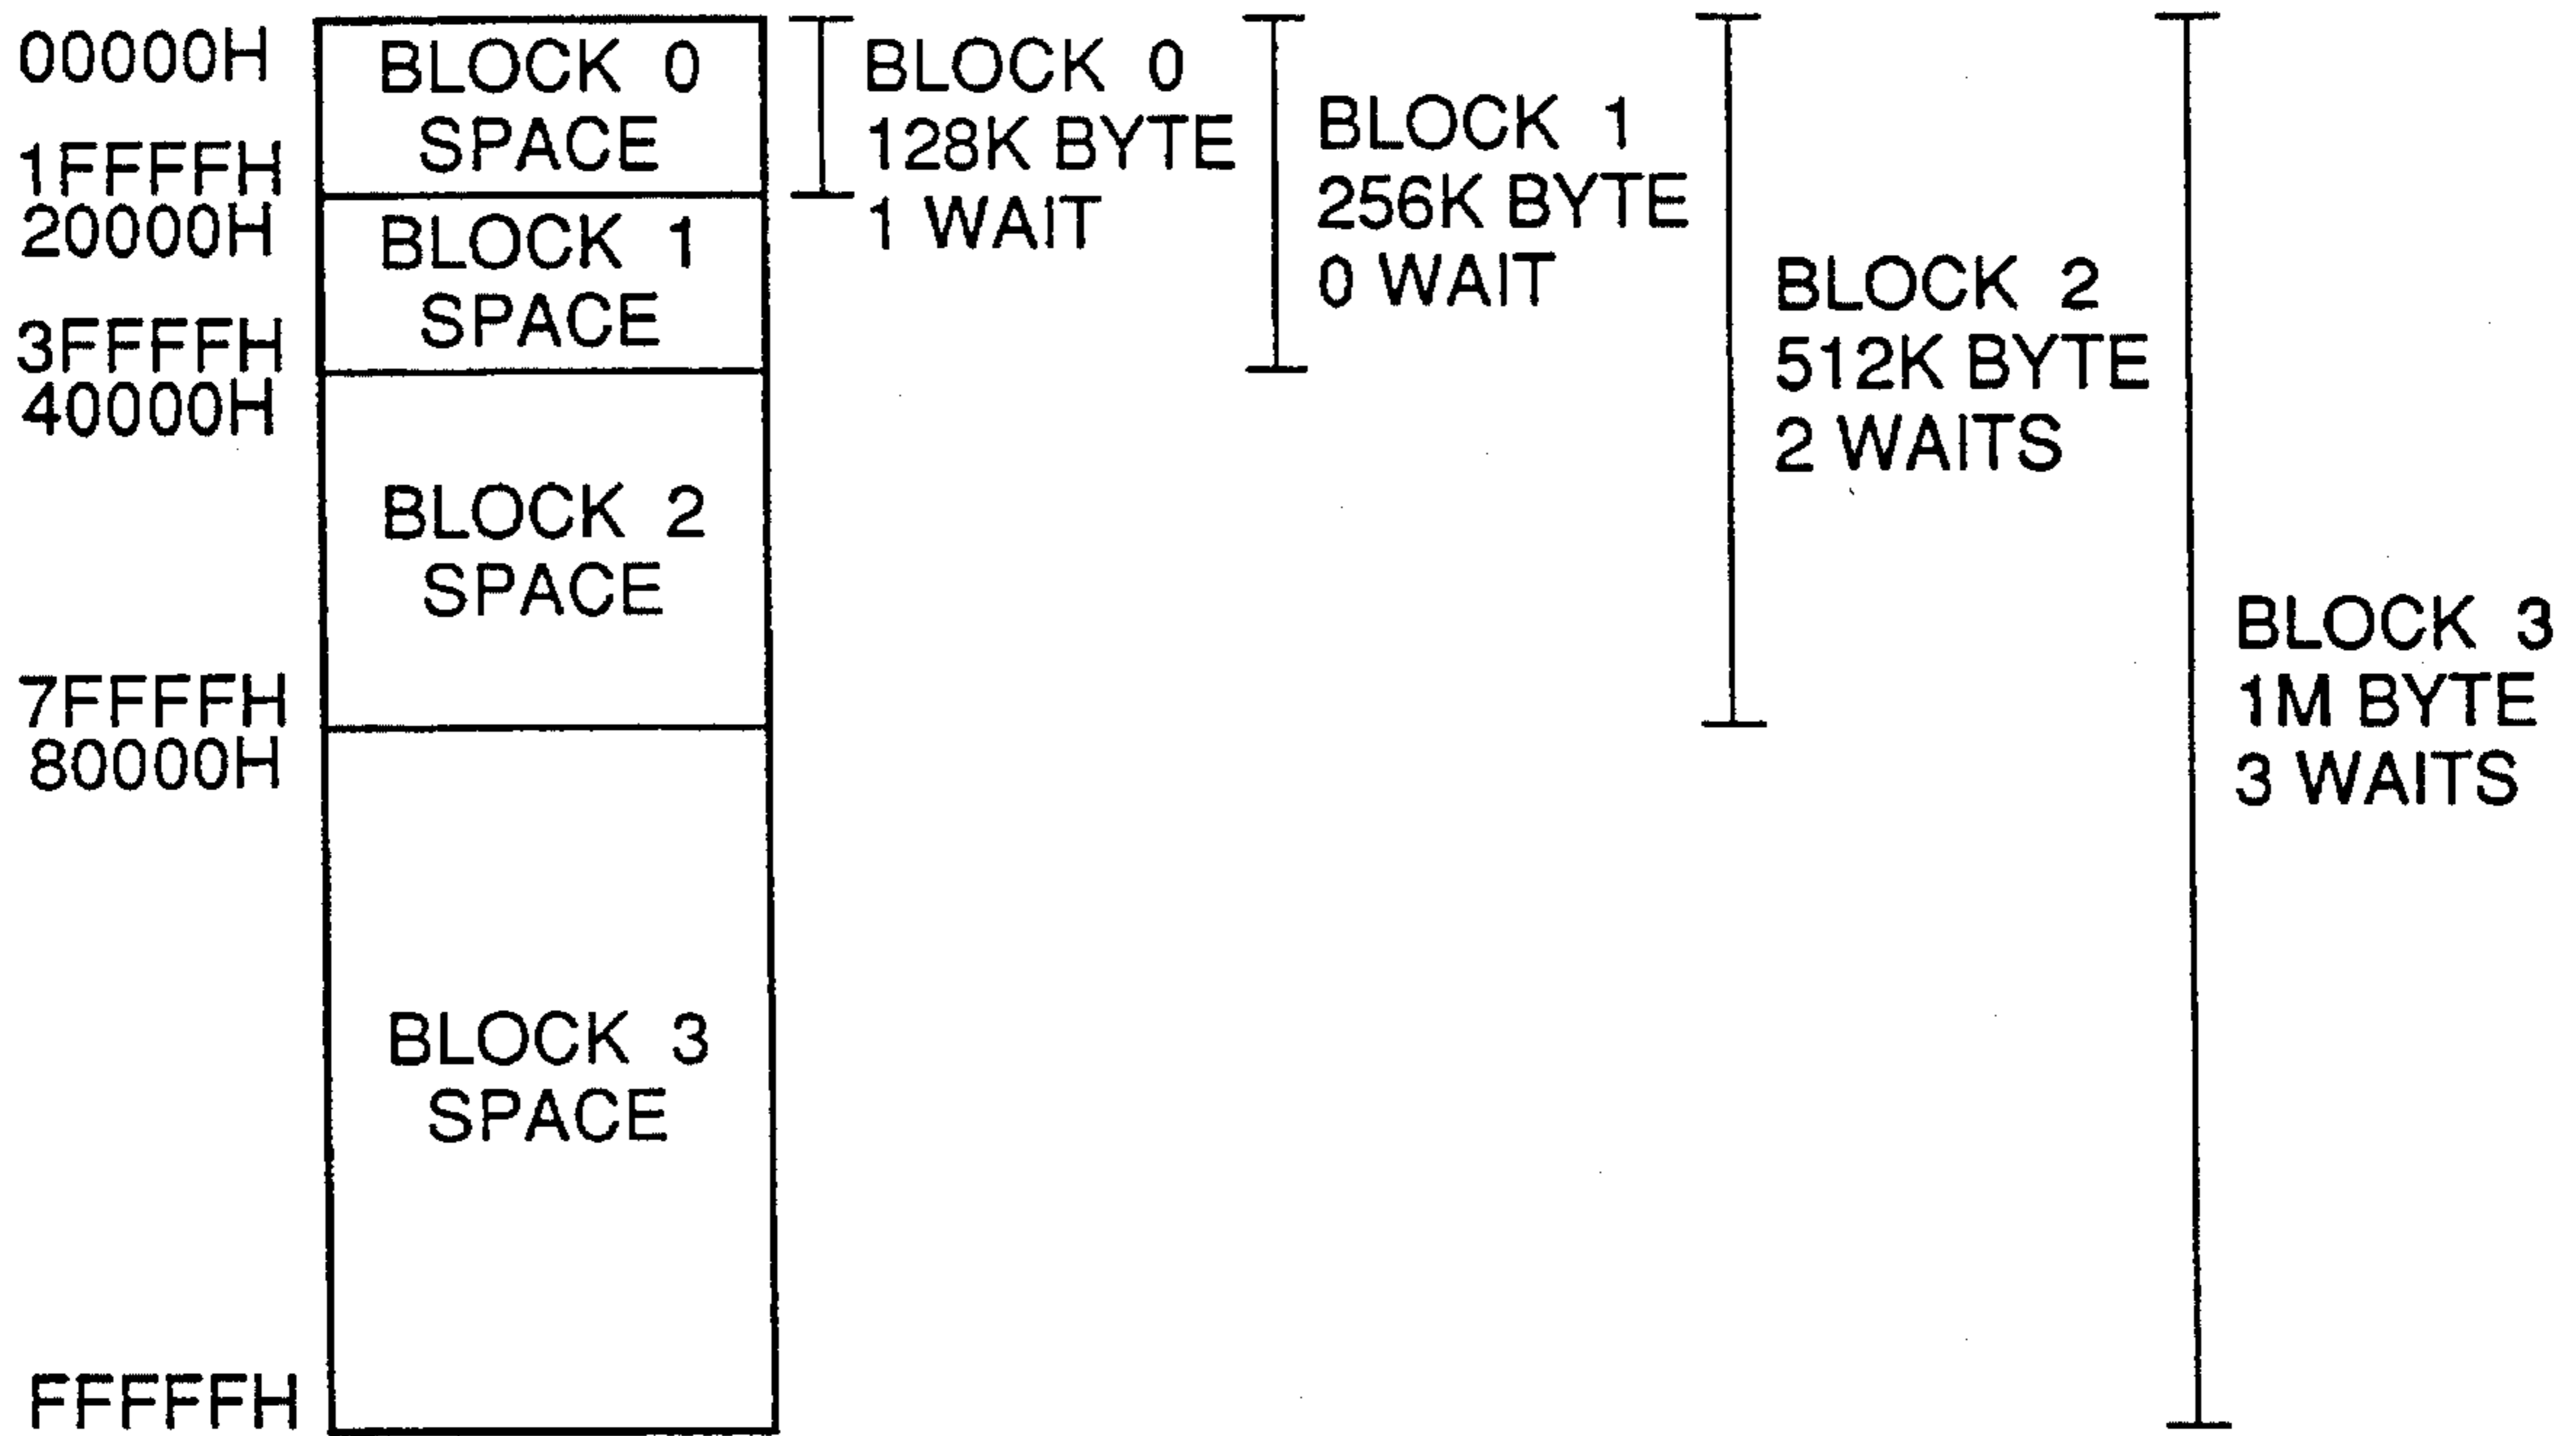 00000H
1FFFFH
20000H
3FFFFH
40000H
7FFFFH
80000H
FFFFFH
BLOCK 0
SPACE
BLOCK 1
SPACE
BLOCK 2
SPACE
BLOCK 3
SPACE
BLOCK 0
128K BYTE
1 WAIT
BLOCK 1
256K BYTE
0 WAIT
BLOCK 2
512K BYTE
2 WAITS
BLOCK 3
1M BYTE
3 WAITS